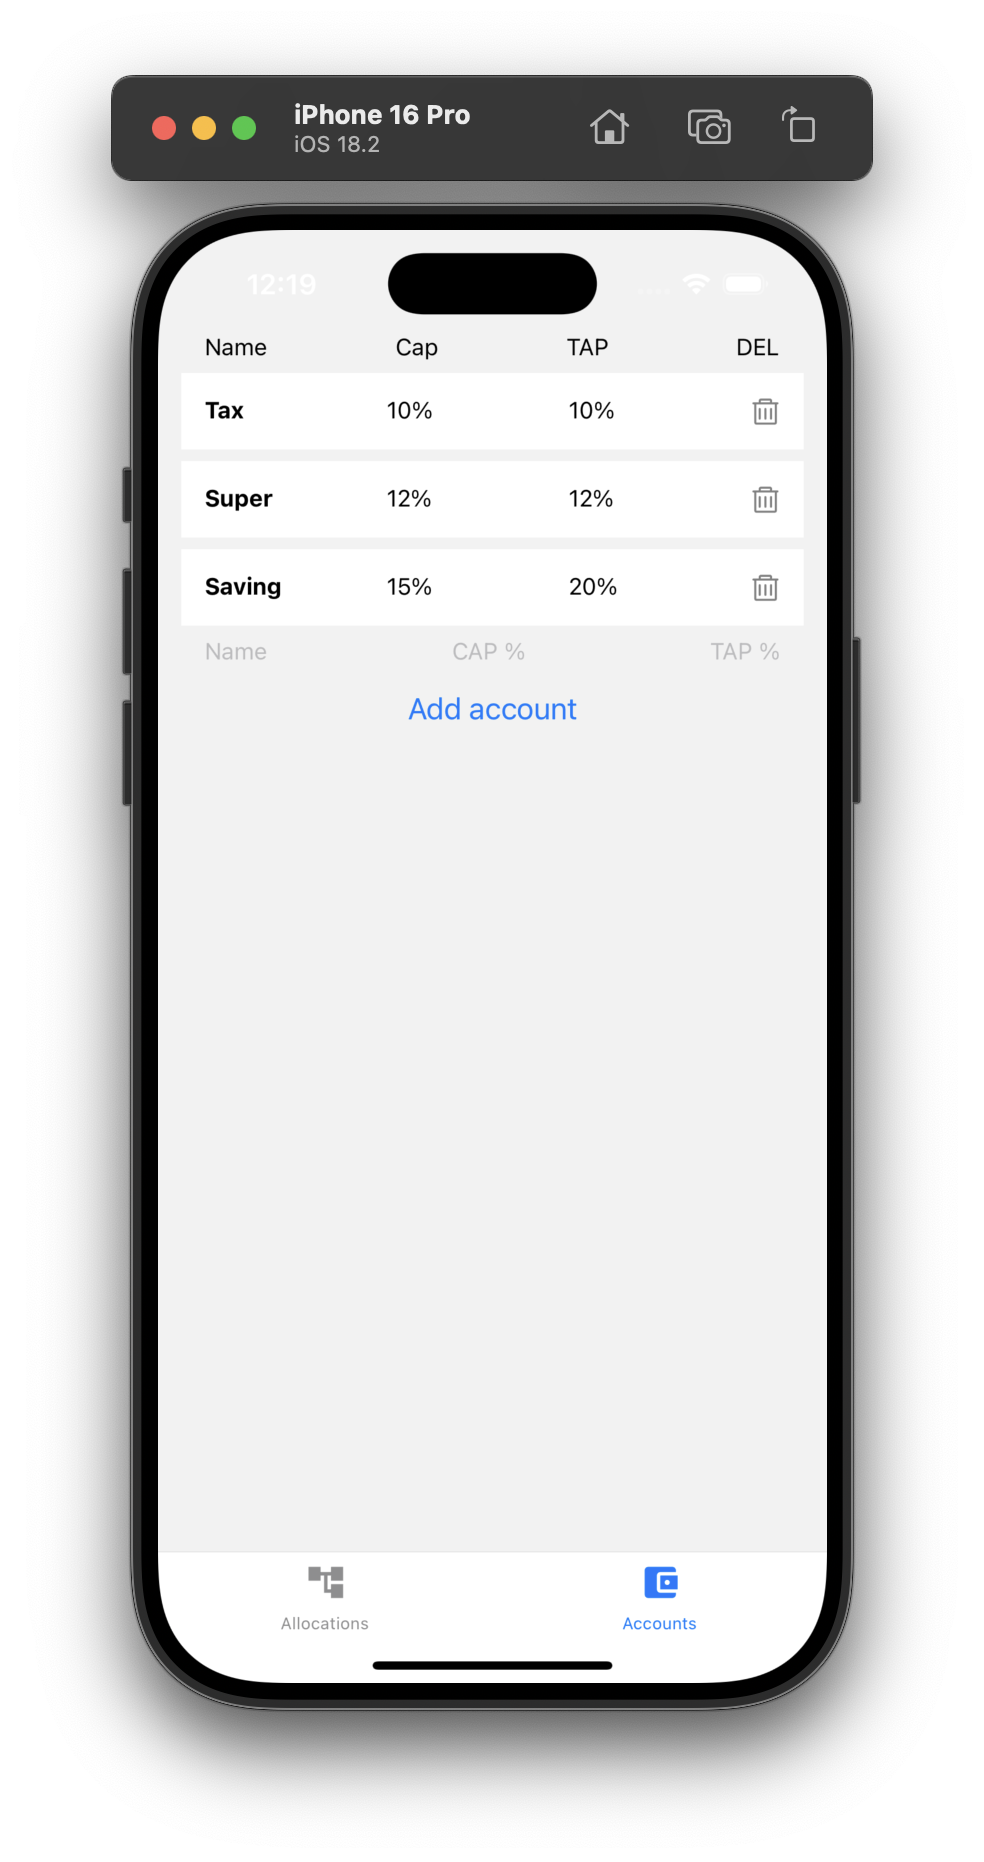 iPhone 16 Pro
iOS 18.2
12:19
Name Cap TAP DEL
Tax 10% 10%
Super 12% 12%
Saving 15% 20%
Name CAP % TAP %
Add account
Allocations Accounts